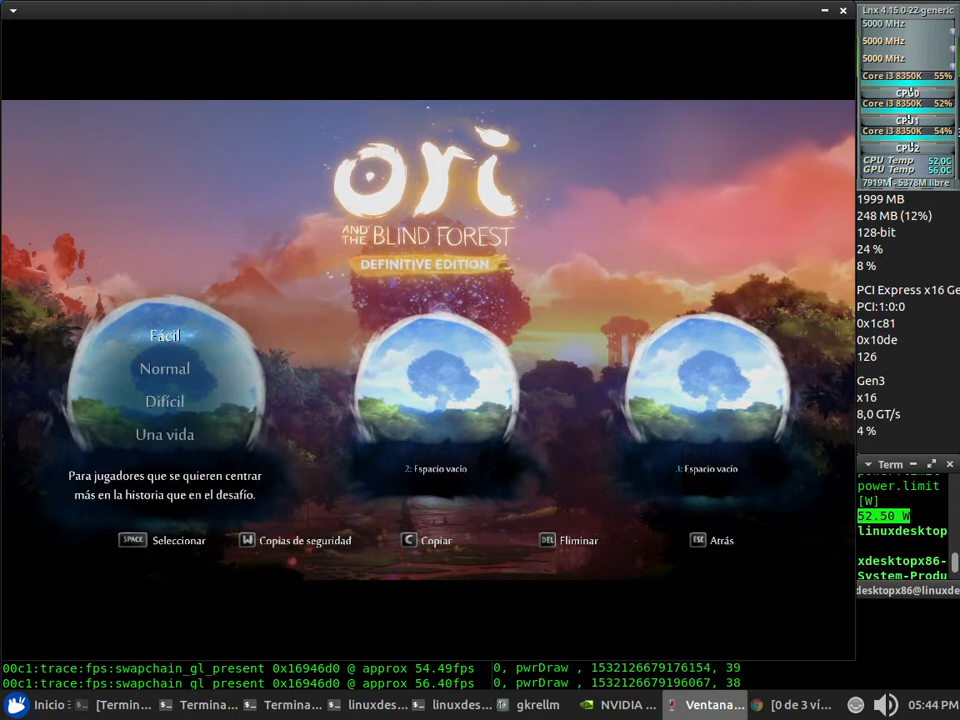 Lnx 4.15.0-22-generic
5000 MHz
5000 MHz
5000 MHz
Core i3 8350K 55%
CPU0
Core i3 8350K 52%
CPU1
Core i3 8350K 54%
CPU2
CPU Temp 52.0C
GPU Temp 56.0C
7919M - 5378M libre
1999 MB
248 MB (12%)
128-bit
24 %
8 %
PCI Express x16 Ge
PCI:1:0:0
0x1c81
0x10de
126
Gen3
x16
8,0 GT/s
4 %
ori
AND THE BLIND FOREST
DEFINITIVE EDITION
Fácil
Normal
Difícil
Una vida
Para jugadores que se quieren centrar
más en la historia que en el desafío.
2: Espacio vacío
3: Espacio vacío
SPACE Seleccionar
W Copias de seguridad
C Copiar
DEL Eliminar
ESC Atrás
Term
power.limit
[W]
52.50 W
linuxdesktop
xdesktopx86-
System-Produ
desktopx86@linuxdes
00c1:trace:fps:swapchain_gl_present 0x16946d0 @ approx 54.49fps
00c1:trace:fps:swapchain_gl_present 0x16946d0 @ approx 56.40fps
0, pwrDraw , 1532126679176154, 39
0, pwrDraw , 1532126679196067, 38
Inicio
[Termin...
Termina...
Termina...
linuxdes...
linuxdes...
gkrellm
NVIDIA ...
Ventana...
[0 de 3 ví...
05:44 PM